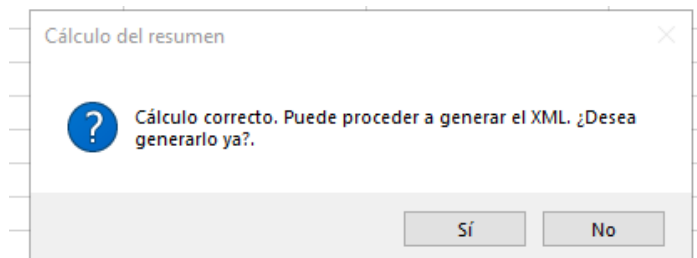 Cálculo del resumen
?
Cálculo correcto. Puede proceder a generar el XML. ¿Desea
generarlo ya?.
Sí No